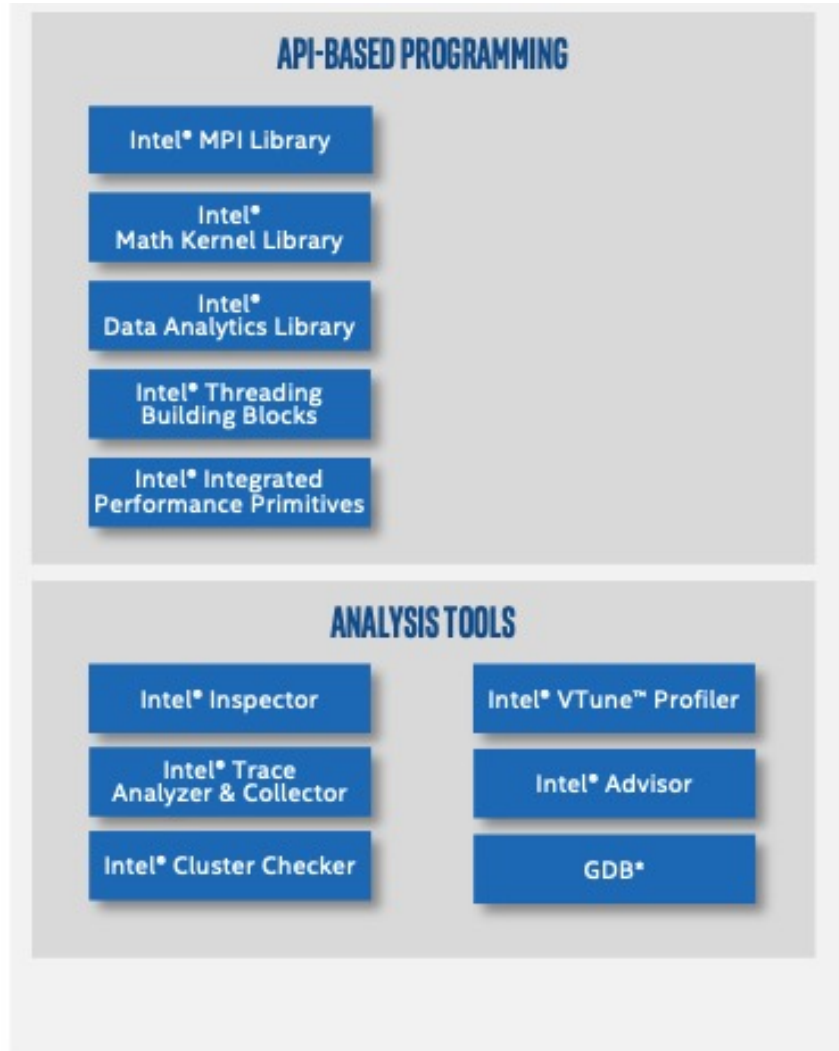 API-BASED PROGRAMMING
Intel® MPI Library
Intel®
Math Kernel Library
Intel®
Data Analytics Library
Intel® Threading
Building Blocks
Intel® Integrated
Performance Primitives
ANALYSIS TOOLS
Intel® Inspector
Intel® Trace
Analyzer & Collector
Intel® Cluster Checker
Intel® VTune™ Profiler
Intel® Advisor
GDB*